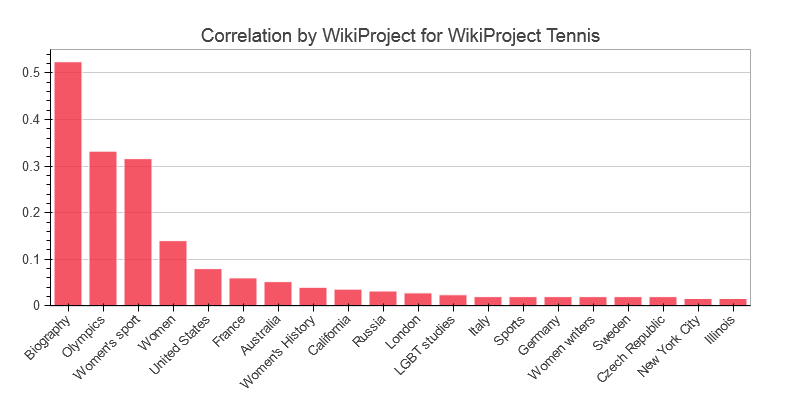 Correlation by WikiProject for WikiProject Tennis
0.5
0.4
0.3
0.2
0.1
0
Biography
Olympics
Women's sport
Women
United States
France
Australia
Women's History
California
Russia
London
LGBT studies
Italy
Sports
Germany
Women writers
Sweden
Czech Republic
New York City
Illinois